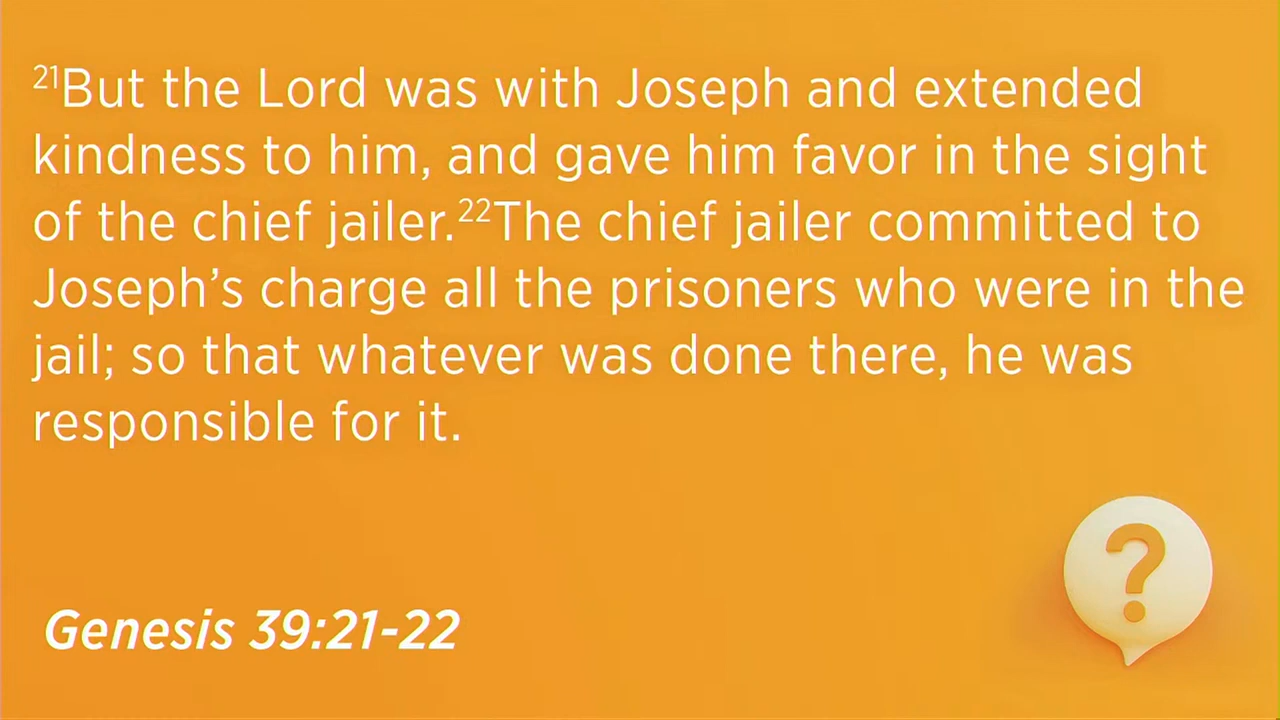 ²¹But the Lord was with Joseph and extended
kindness to him, and gave him favor in the sight
of the chief jailer.²²The chief jailer committed to
Joseph’s charge all the prisoners who were in the
jail; so that whatever was done there, he was
responsible for it.
?
Genesis 39:21-22